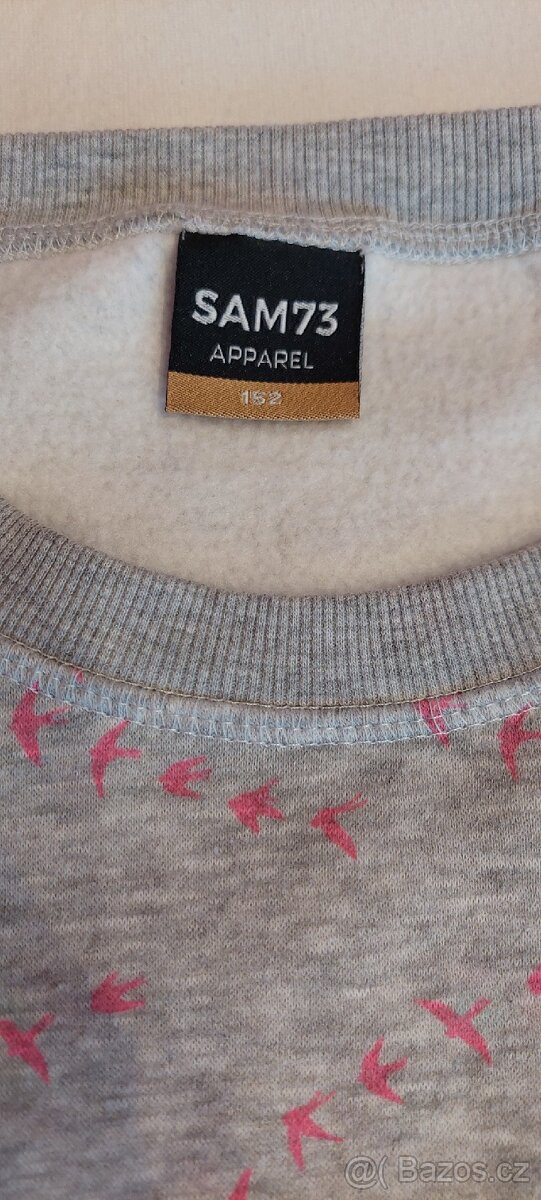 SAM73
APPAREL
152
@( Bazos.cz